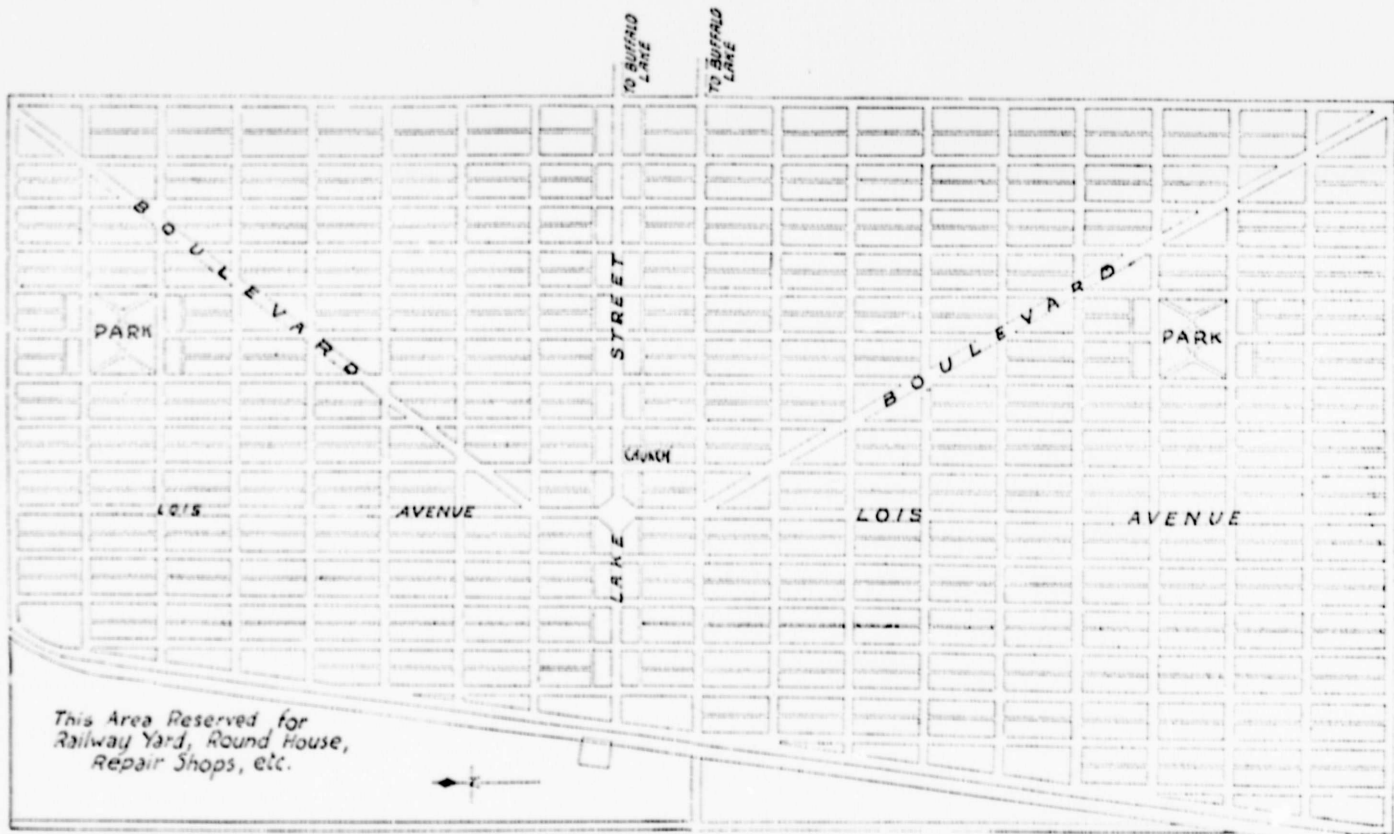 TO BUFFALO
LAKE
TO BUFFALO
LAKE
BOULEVARD
STREET
BOULEVARD
PARK
PARK
CHURCH
LOIS
AVENUE
LAKE
LOIS
AVENUE
This Area Reserved for
Railway Yard, Round House,
Repair Shops, etc.